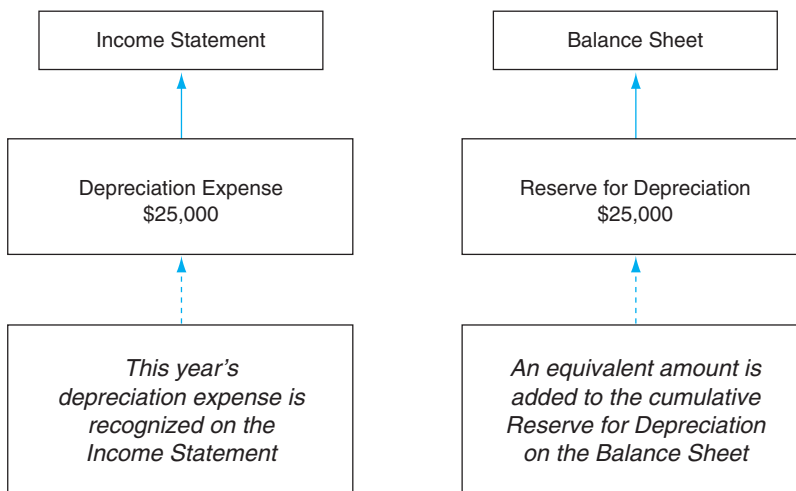 Income Statement
Balance Sheet
Depreciation Expense
$25,000
Reserve for Depreciation
$25,000
This year's
depreciation expense is
recognized on the
Income Statement
An equivalent amount is
added to the cumulative
Reserve for Depreciation
on the Balance Sheet